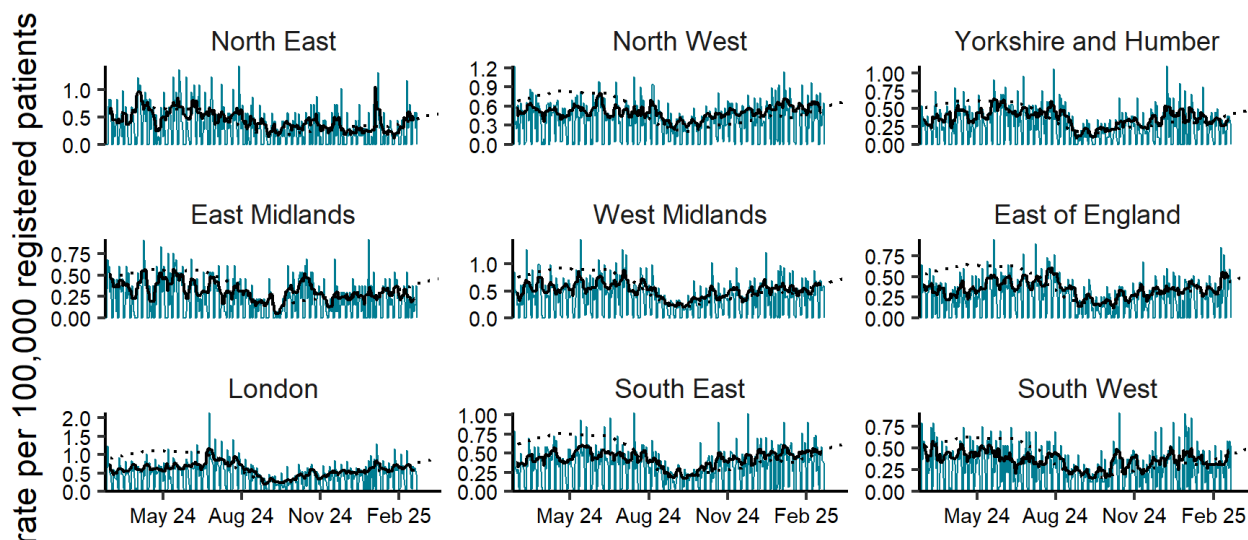 rate per 100,000 registered patients
North East
North West
Yorkshire and Humber
1.0
0.5
0.0
1.2
0.9
0.6
0.3
0.0
1.00
0.75
0.50
0.25
0.00
East Midlands
West Midlands
East of England
0.75
0.50
0.25
0.00
1.0
0.5
0.0
0.75
0.50
0.25
0.00
London
South East
South West
2.0
1.5
1.0
0.5
0.0
1.00
0.75
0.50
0.25
0.00
0.75
0.50
0.25
0.00
May 24 Aug 24 Nov 24 Feb 25
May 24 Aug 24 Nov 24 Feb 25
May 24 Aug 24 Nov 24 Feb 25